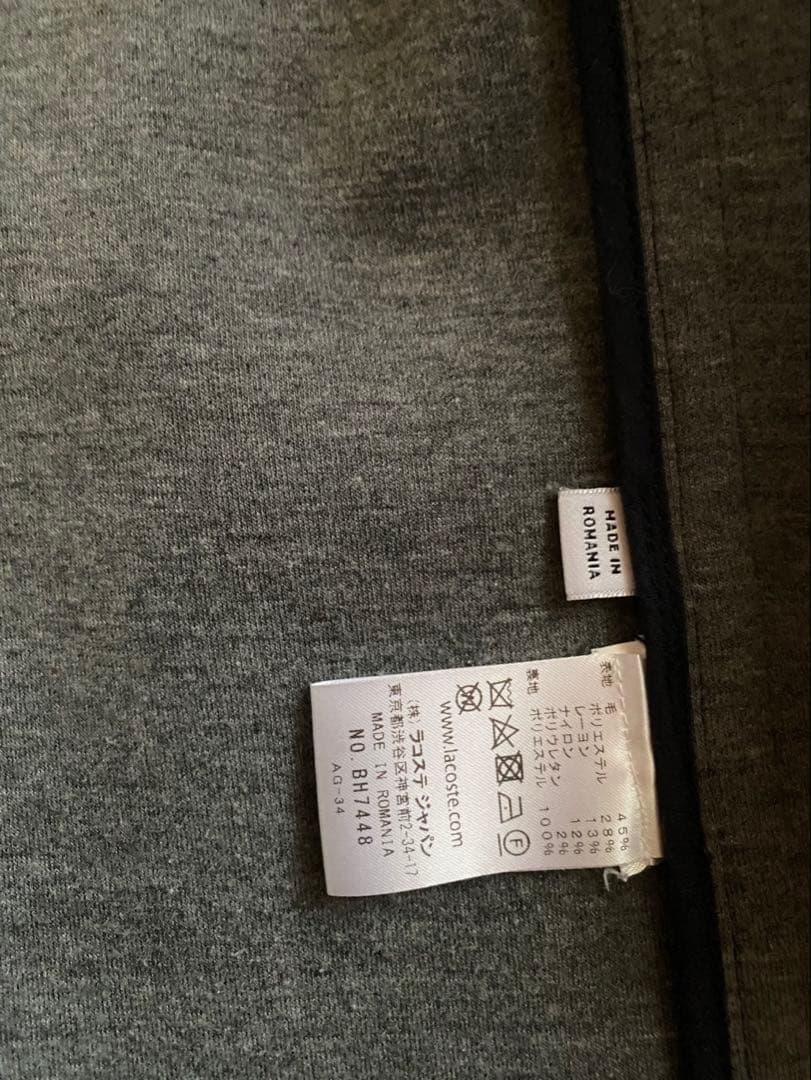 MADE IN
ROMANIA
表地 毛 45%
ポリエステル 28%
レーヨン 13%
ナイロン 12%
ポリウレタン 2%
裏地 ポリエステル 100%
F
www.lacoste.com
(株) ラコステ ジャパン
東京都渋谷区神宮前2-34-17
MADE IN ROMANIA
NO. BH7448
AG-34